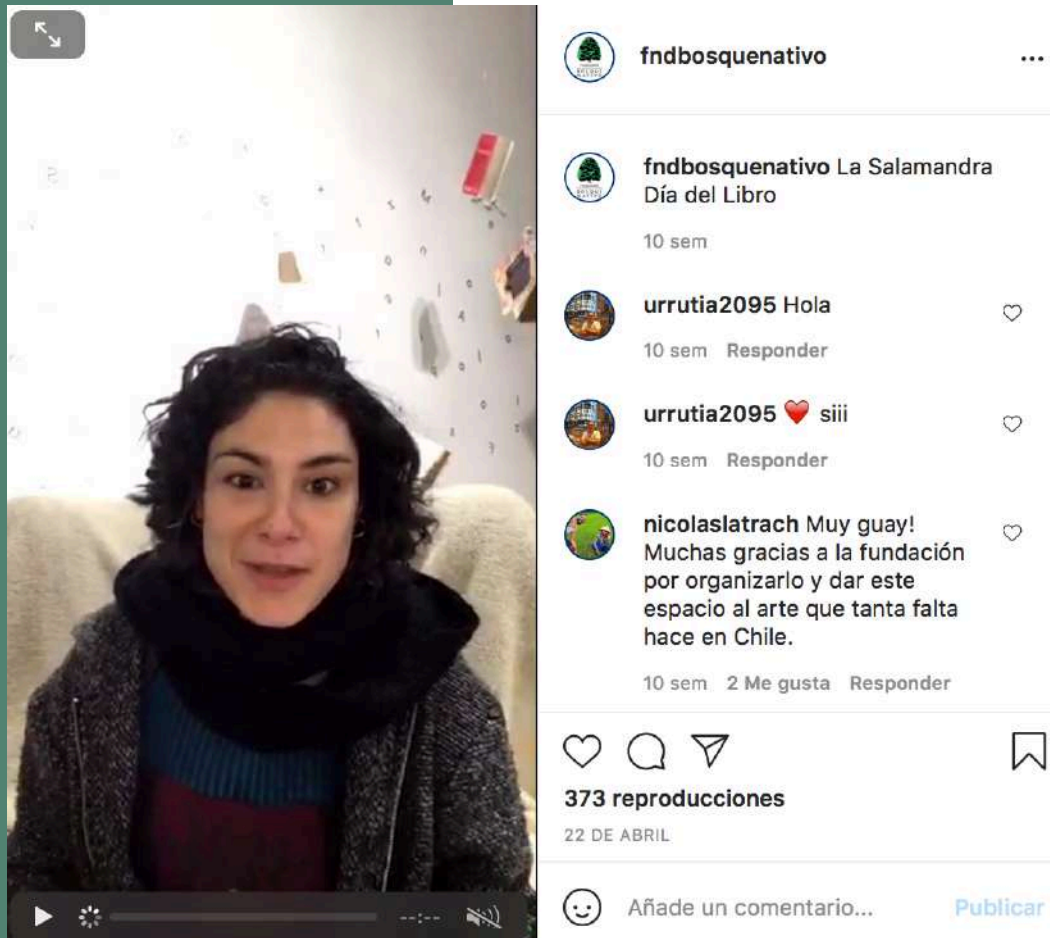 fndbosquenativo
fndbosquenativo La Salamandra
Día del Libro
10 sem
urrutia2095 Hola
10 sem Responder
urrutia2095 ❤️ siii
10 sem Responder
nicolaslatrach Muy guay!
Muchas gracias a la fundación
por organizarlo y dar este
espacio al arte que tanta falta
hace en Chile.
10 sem 2 Me gusta Responder
373 reproducciones
22 DE ABRIL
Añade un comentario... Publicar
--:--